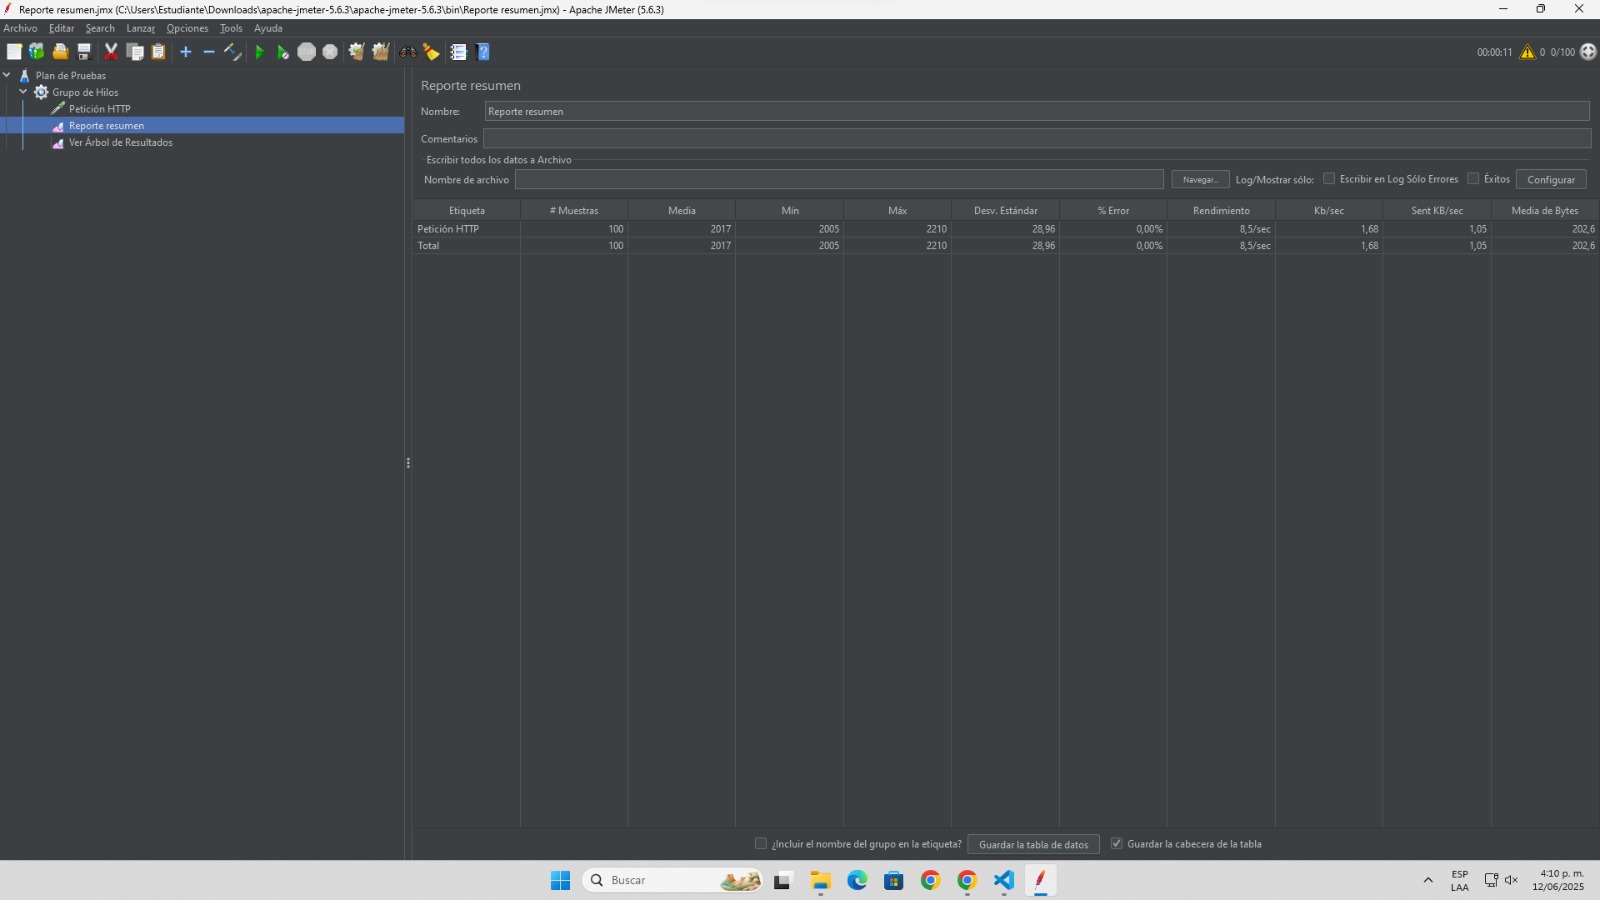 Reporte resumen.jmx (C:\Users\Estudiante\Downloads\apache-jmeter-5.6.3\apache-jmeter-5.6.3\bin\Reporte resumen.jmx) - Apache JMeter (5.6.3)
Archivo Editar Search Lanzar Opciones Tools Ayuda
00:00:11 0 0/100
Plan de Pruebas
Grupo de Hilos
Petición HTTP
Reporte resumen
Ver Árbol de Resultados
Reporte resumen
Nombre: Reporte resumen
Comentarios
Escribir todos los datos a Archivo
Nombre de archivo Navegar... Log/Mostrar sólo: Escribir en Log Sólo Errores Éxitos Configurar
Etiqueta # Muestras Media Mín Máx Desv. Estándar % Error Rendimiento Kb/sec Sent KB/sec Media de Bytes
Petición HTTP 100 2017 2005 2210 28,96 0,00% 8,5/sec 1,68 1,05 202,6
Total 100 2017 2005 2210 28,96 0,00% 8,5/sec 1,68 1,05 202,6
¿Incluir el nombre del grupo en la etiqueta? Guardar la tabla de datos Guardar la cabecera de la tabla
Buscar
ESP
LAA
4:10 p. m.
12/06/2025